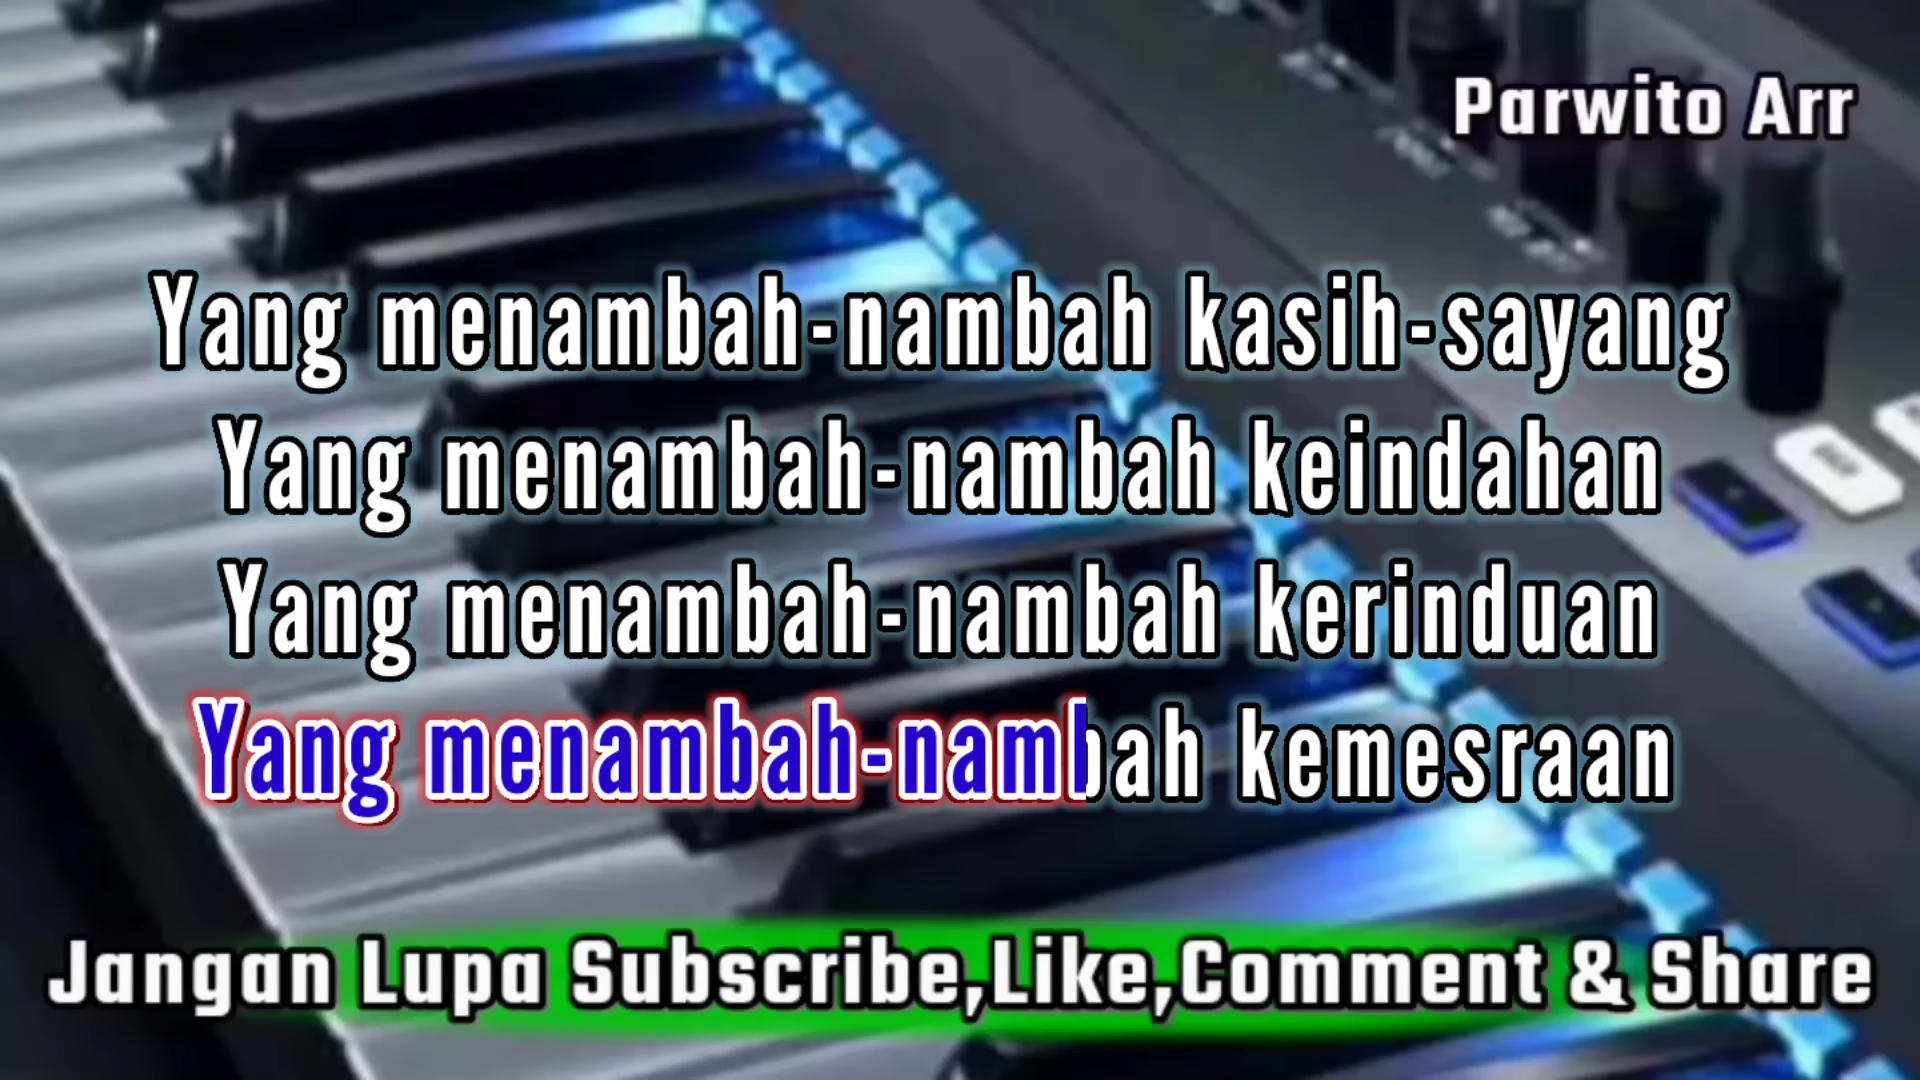 Parwito Arr
Yang menambah-nambah kasih-sayang
Yang menambah-nambah keindahan
Yang menambah-nambah kerinduan
Yang menambah-nambah kemesraan
Jangan Lupa Subscribe,Like,Comment & Share